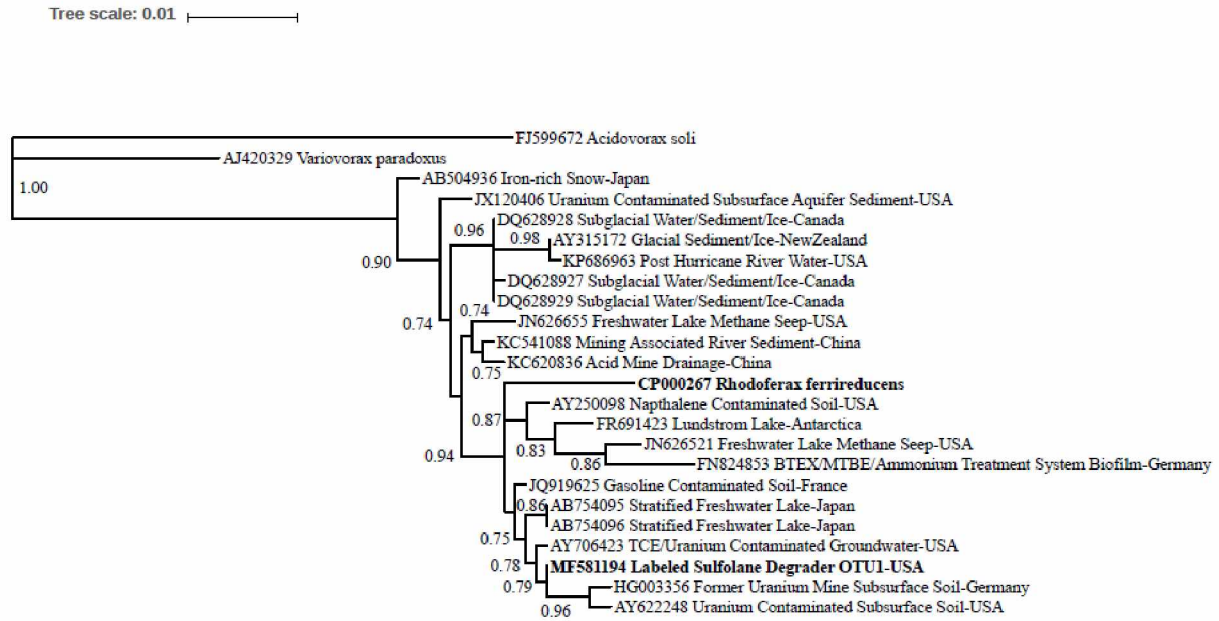 Tree scale: 0.01
FJ599672 Acidovorax soli
AJ420329 Variovorax paradoxus
1.00
AB504936 Iron-rich Snow-Japan
JX120406 Uranium Contaminated Subsurface Aquifer Sediment-USA
DQ628928 Subglacial Water/Sediment/Ice-Canada
0.96
0.98
AY315172 Glacial Sediment/Ice-NewZealand
0.90
KP686963 Post Hurricane River Water-USA
DQ628927 Subglacial Water/Sediment/Ice-Canada
DQ628929 Subglacial Water/Sediment/Ice-Canada
0.74
0.74
JN626655 Freshwater Lake Methane Seep-USA
KC541088 Mining Associated River Sediment-China
KC620836 Acid Mine Drainage-China
0.75
CP000267 Rhodoferax ferrireducens
AY250098 Napthalene Contaminated Soil-USA
0.87
FR691423 Lundstrom Lake-Antarctica
0.83
JN626521 Freshwater Lake Methane Seep-USA
0.94
0.86
FN824853 BTEX/MTBE/Ammonium Treatment System Biofilm-Germany
JQ919625 Gasoline Contaminated Soil-France
0.86
AB754095 Stratified Freshwater Lake-Japan
AB754096 Stratified Freshwater Lake-Japan
0.75
AY706423 TCE/Uranium Contaminated Groundwater-USA
0.78
MF581194 Labeled Sulfolane Degrader OTU1-USA
0.79
HG003356 Former Uranium Mine Subsurface Soil-Germany
0.96
AY622248 Uranium Contaminated Subsurface Soil-USA